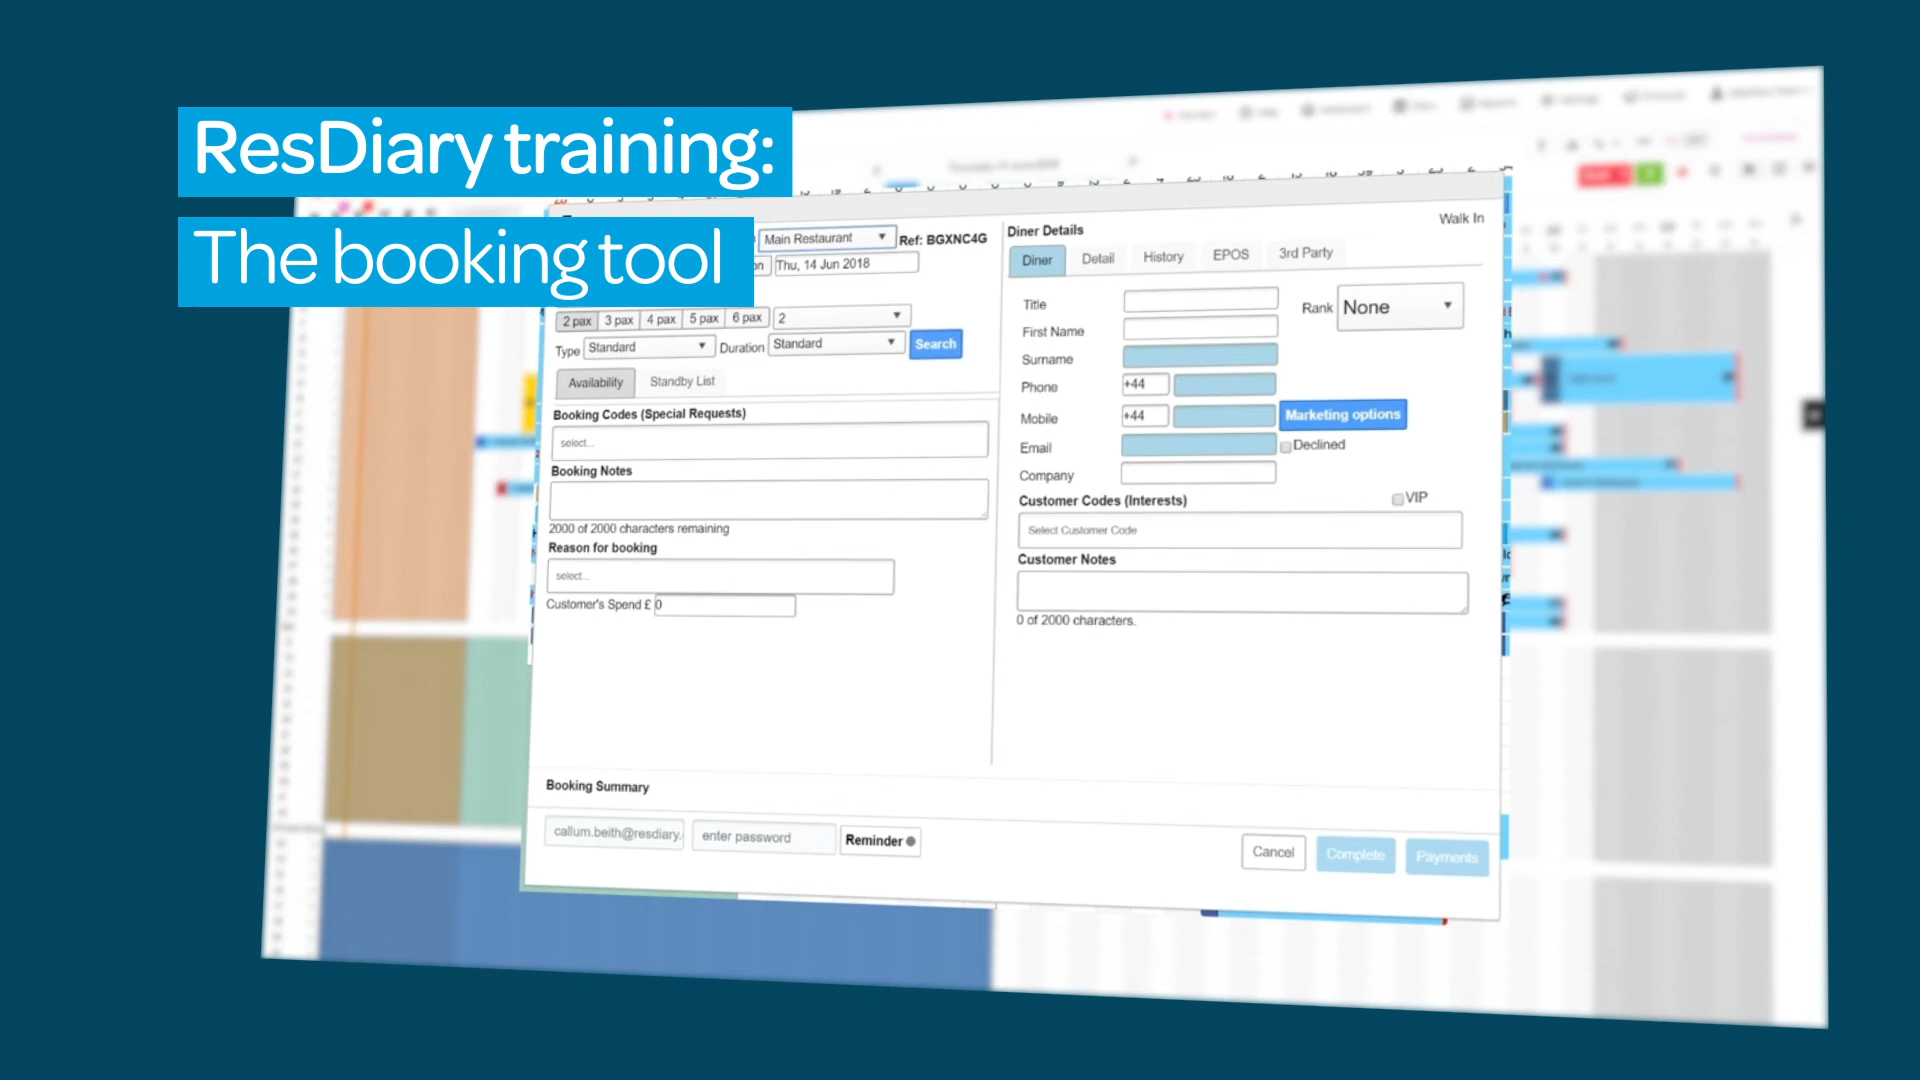 ResDiary training:
The booking tool
Main Restaurant
Ref: BGXNC4G
Thu, 14 Jun 2018
2 pax 3 pax 4 pax 5 pax 6 pax 2
Type Standard Duration Standard Search
Availability Standby List
Booking Codes (Special Requests)
select...
Booking Notes
2000 of 2000 characters remaining
Reason for booking
select...
Customer's Spend £ 0
Diner Details
Walk In
Diner Detail History EPOS 3rd Party
Title
Rank None
First Name
Surname
Phone +44
Mobile +44 Marketing options
Email Declined
Company
Customer Codes (Interests) VIP
Select Customer Code
Customer Notes
0 of 2000 characters.
Booking Summary
callum.beith@resdiary. enter password Reminder
Cancel Complete Payments